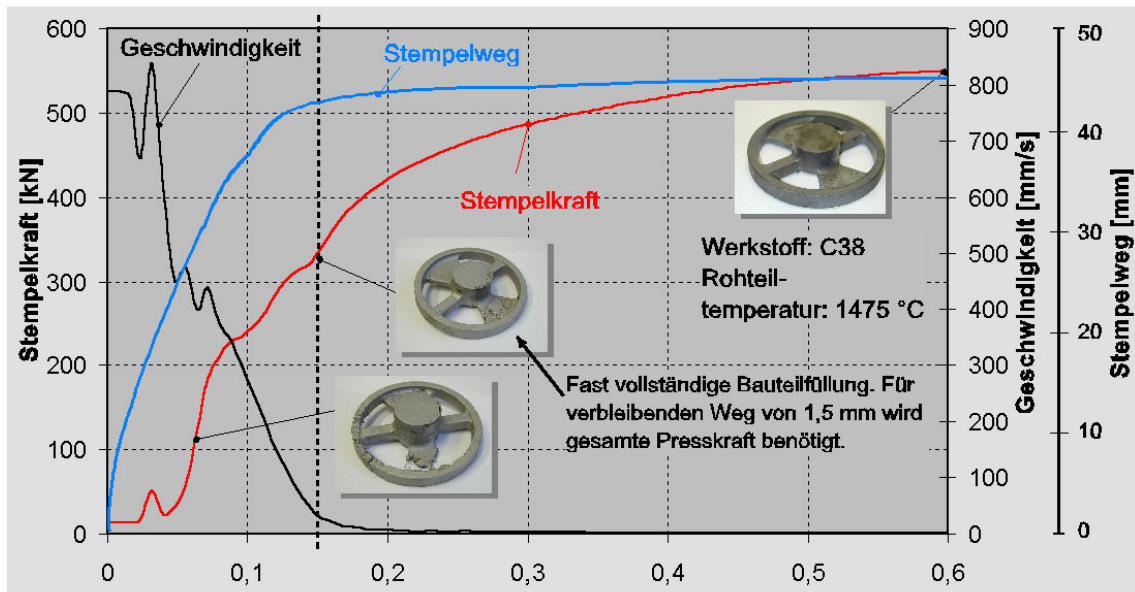 600
500
400
300
200
100
0
Stempelkraft [kN]
Geschwindigkeit
Stempelweg
Stempelkraft
Werkstoff: C38
Rohteil-
temperatur: 1475 °C
Fast vollständige Bauteilfüllung. Für
verbleibenden Weg von 1,5 mm wird
gesamte Presskraft benötigt.
900
800
700
600
500
400
300
200
100
0
Geschwindigkeit [mm/s]
50
40
30
20
10
0
Stempelweg [mm]
0
0,1
0,2
0,3
0,4
0,5
0,6